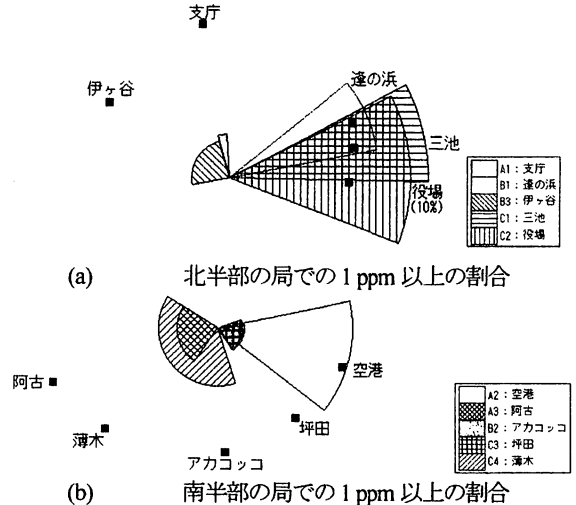 支庁
伊ヶ谷
逢の浜
三池
役場
(10%)
A1：支庁
B1：逢の浜
B3：伊ヶ谷
C1：三池
C2：役場
(a) 北半部の局での 1 ppm 以上の割合
阿古
薄木
アカコッコ
坪田
空港
A2：空港
A3：阿古
B2：アカコッコ
C3：坪田
C4：薄木
(b) 南半部の局での 1 ppm 以上の割合